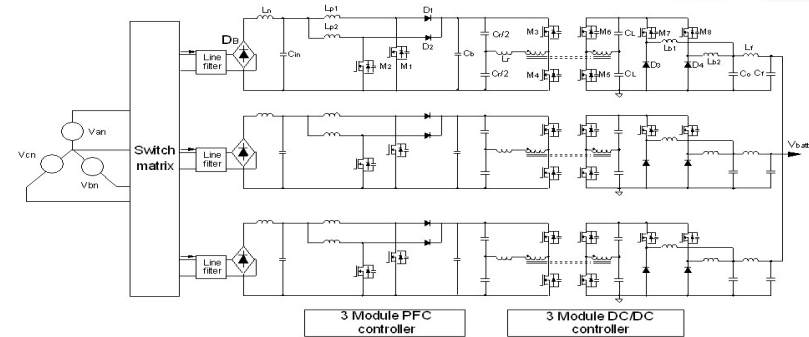 Ln
Lp1
D1
DB
Lp2
Cr/2
M3
M6
CL
M7
M8
Lb1
Lf
Line
filter
Cin
D2
M2
M1
Cb
Lr
Lb2
Cr/2
M4
M5
CL
D3
D4
Co
Cf
Van
Vcn
Vbn
Switch
matrix
Line
filter
Vbatt
Line
filter
3 Module PFC
controller
3 Module DC/DC
controller